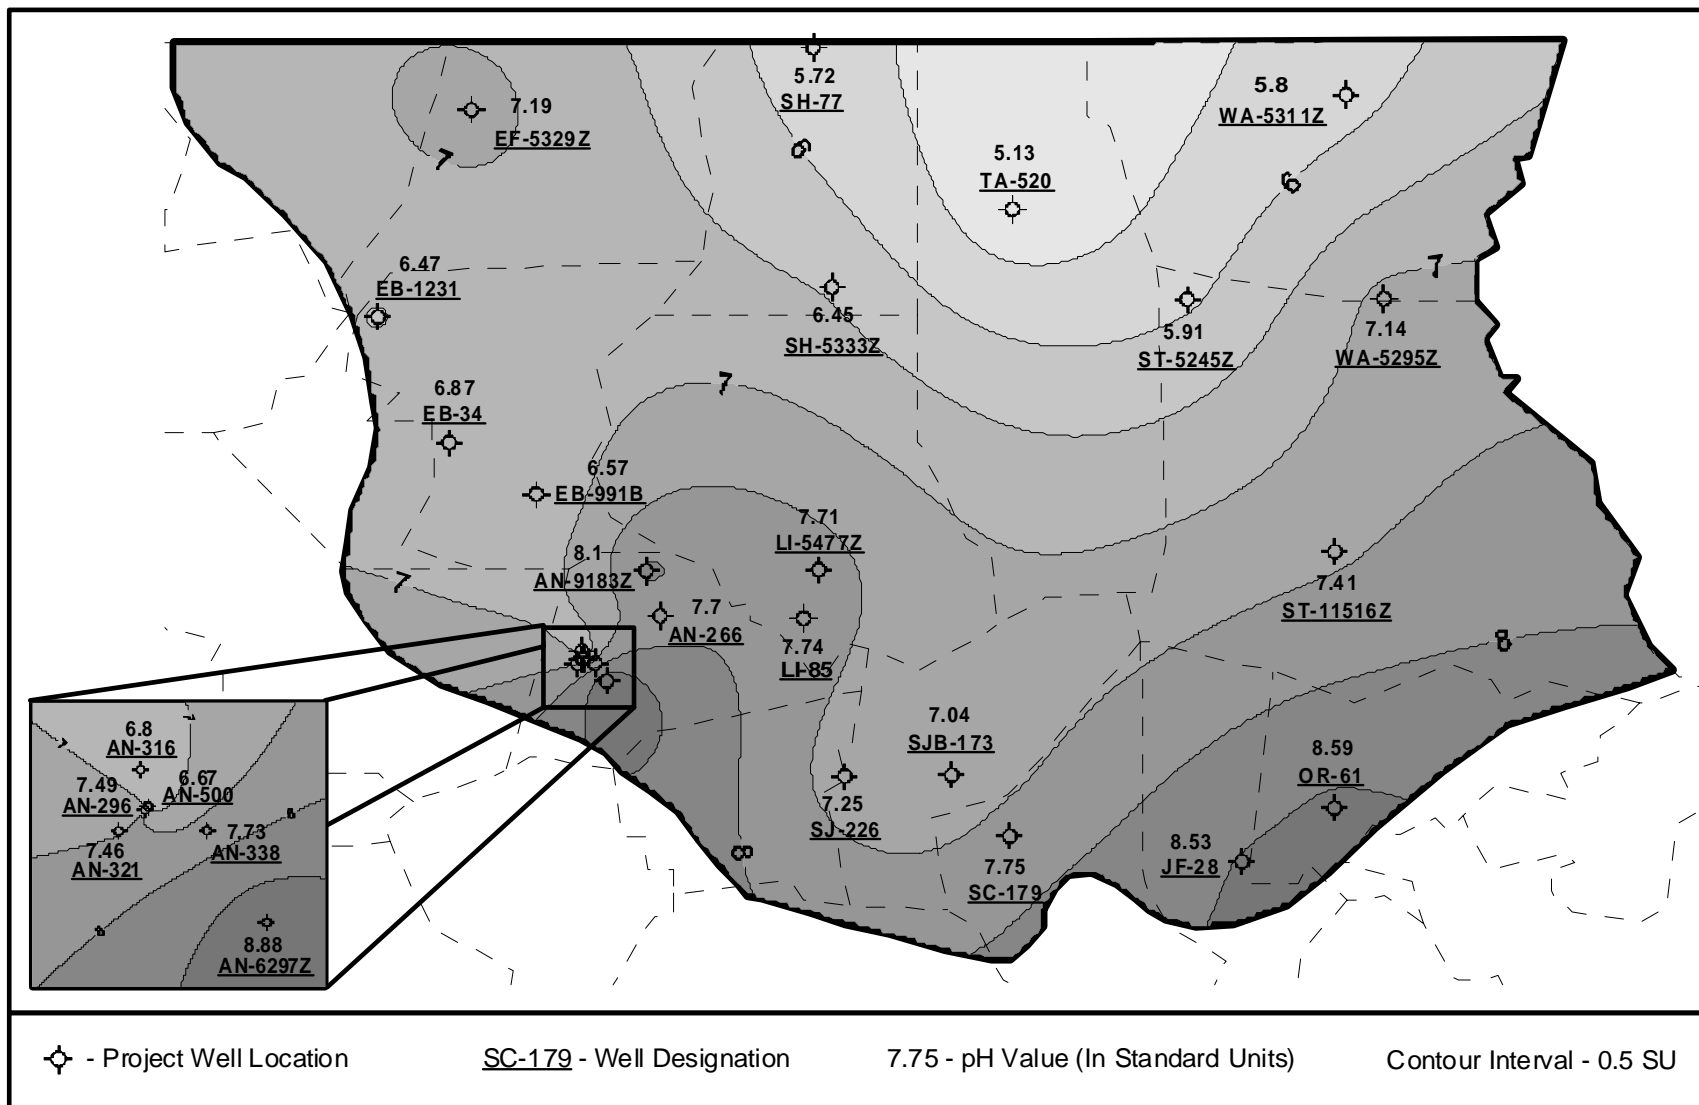 5.72
SH-77
5.8
WA-5311Z
7.19
EF-5329Z
7
6
5.13
TA-520
6
6.47
EB-1231
7
6.45
SH-5333Z
5.91
ST-5245Z
7.14
WA-5295Z
7
6.87
EB-34
6.57
EB-991B
7.71
LI-5477Z
8.1
AN-9183Z
7
7.41
ST-11516Z
7.7
AN-266
7.74
LI-85
8
7.04
SJB-173
8.59
OR-61
7.25
SJ-226
8
8.53
JF-28
7.75
SC-179
7
7
6.8
AN-316
7.49
AN-296
6.67
AN-500
8
7.73
AN-338
7.46
AN-321
8
8.88
AN-6297Z
- Project Well Location
SC-179 - Well Designation
7.75 - pH Value (In Standard Units)
Contour Interval - 0.5 SU